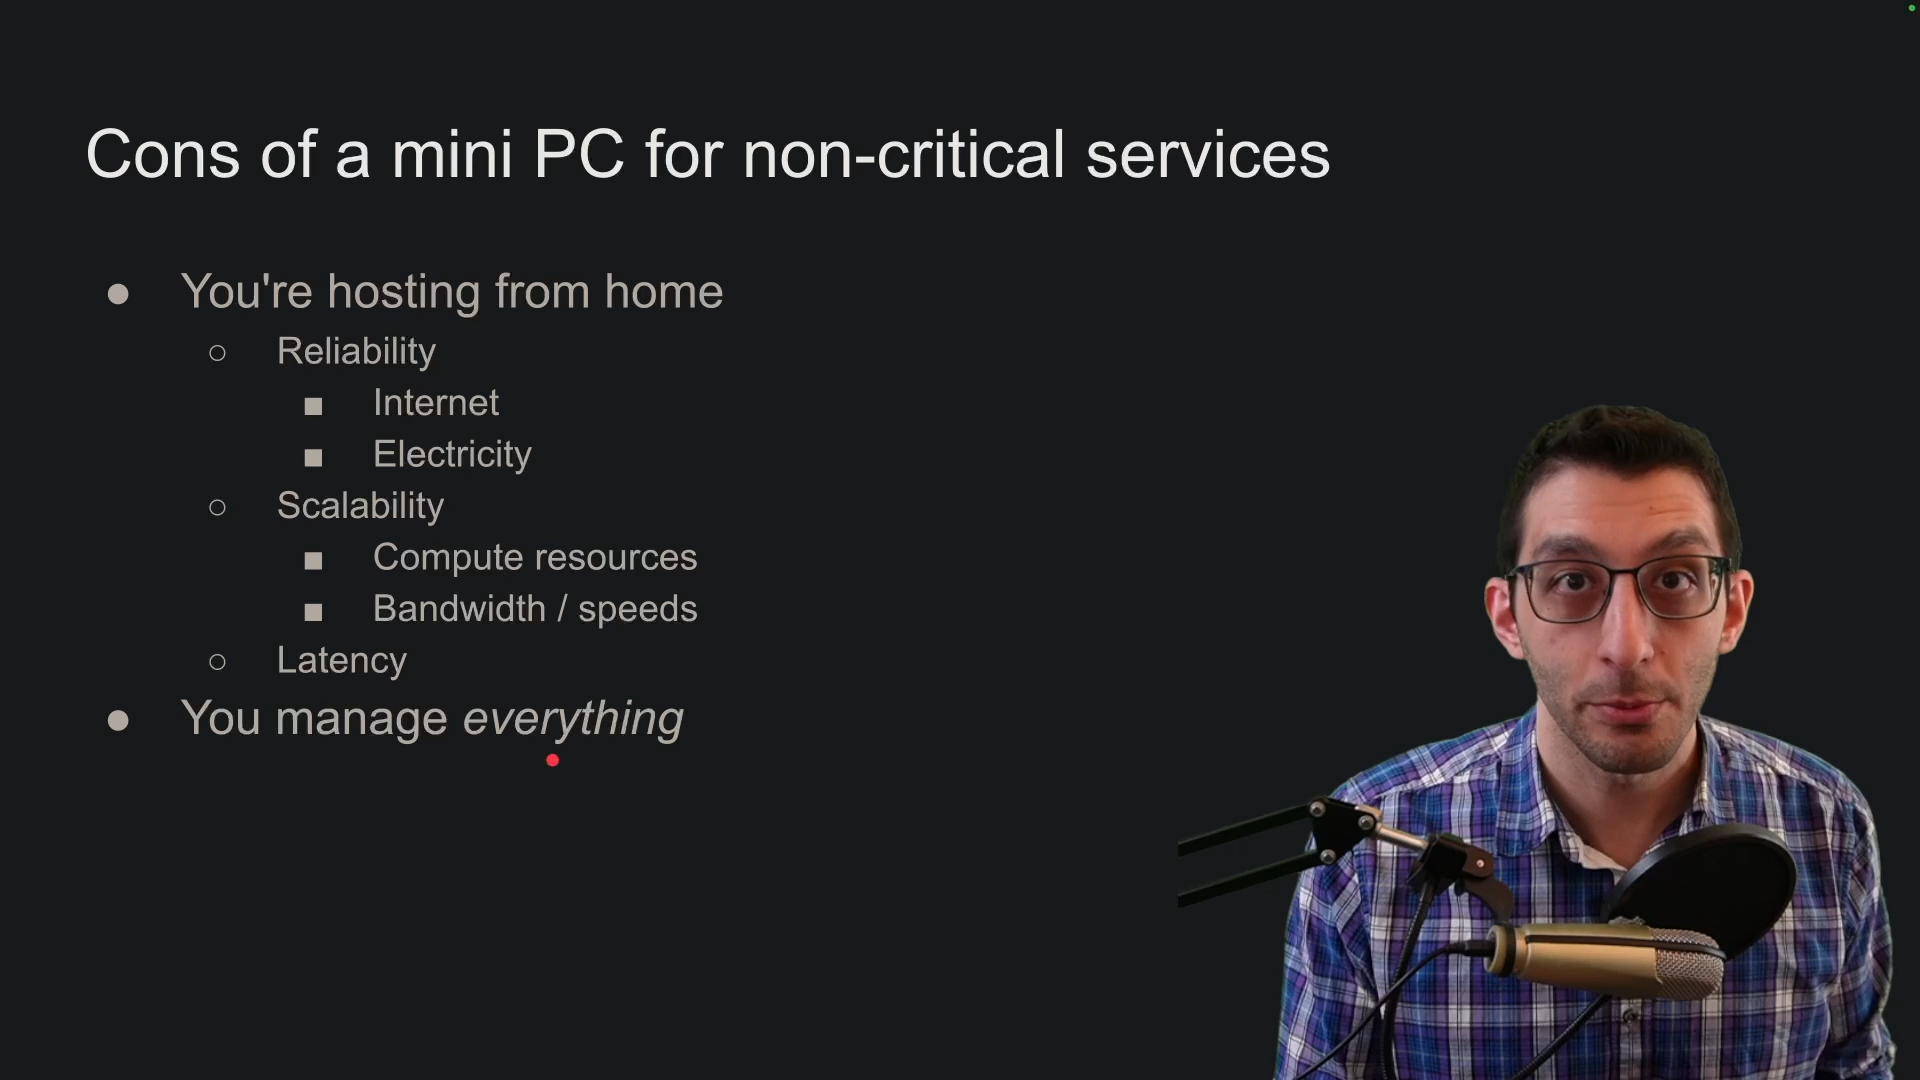 Cons of a mini PC for non-critical services
● You're hosting from home
○ Reliability
■ Internet
■ Electricity
○ Scalability
■ Compute resources
■ Bandwidth / speeds
○ Latency
● You manage everything